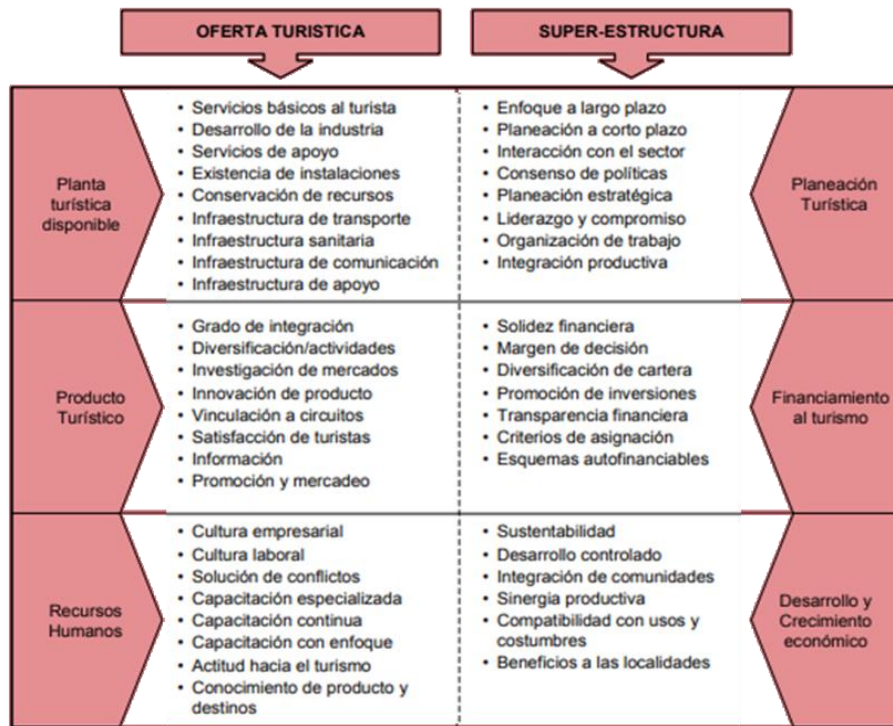 OFERTA TURISTICA
SUPER-ESTRUCTURA
Planta
turística
disponible
• Servicios básicos al turista
• Desarrollo de la industria
• Servicios de apoyo
• Existencia de instalaciones
• Conservación de recursos
• Infraestructura de transporte
• Infraestructura sanitaria
• Infraestructura de comunicación
• Infraestructura de apoyo
• Enfoque a largo plazo
• Planeación a corto plazo
• Interacción con el sector
• Consenso de políticas
• Planeación estratégica
• Liderazgo y compromiso
• Organización de trabajo
• Integración productiva
Planeación
Turística
Producto
Turístico
• Grado de integración
• Diversificación/actividades
• Investigación de mercados
• Innovación de producto
• Vinculación a circuitos
• Satisfacción de turistas
• Información
• Promoción y mercadeo
• Solidez financiera
• Margen de decisión
• Diversificación de cartera
• Promoción de inversiones
• Transparencia financiera
• Criterios de asignación
• Esquemas autofinanciables
Financiamiento
al turismo
Recursos
Humanos
• Cultura empresarial
• Cultura laboral
• Solución de conflictos
• Capacitación especializada
• Capacitación continua
• Capacitación con enfoque
• Actitud hacia el turismo
• Conocimiento de producto y
destinos
• Sustentabilidad
• Desarrollo controlado
• Integración de comunidades
• Sinergia productiva
• Compatibilidad con usos y
costumbres
• Beneficios a las localidades
Desarrollo y
Crecimiento
económico